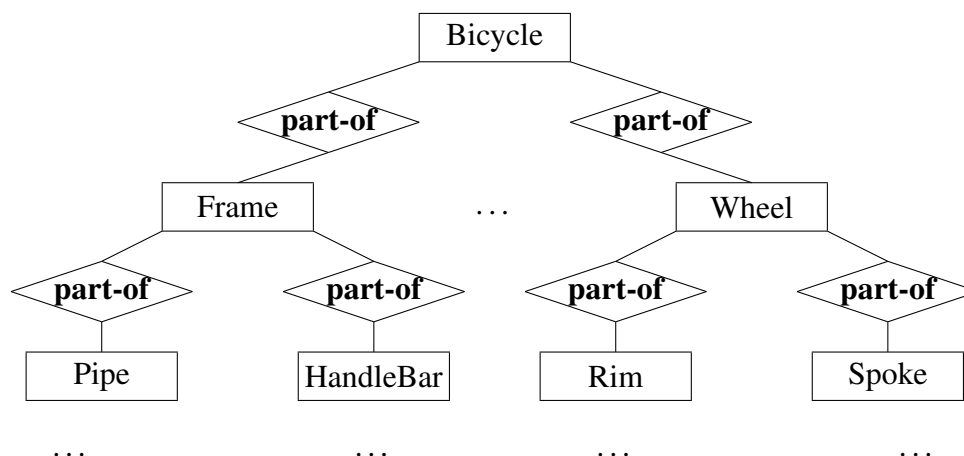 Bicycle
part-of part-of
Frame ... Wheel
part-of part-of part-of part-of
Pipe HandleBar Rim Spoke
... ... ... ...